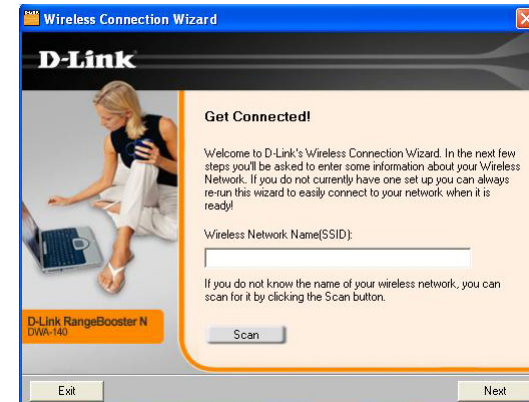 Wireless Connection Wizard
D-Link
Get Connected!
Welcome to D-Link's Wireless Connection Wizard. In the next few
steps you'll be asked to enter some information about your Wireless
Network. If you do not currently have one set up you can always
re-run this wizard to easily connect to your network when it is
ready!
Wireless Network Name(SSID):
If you do not know the name of your wireless network, you can
scan for it by clicking the Scan button.
D-Link RangeBooster N
DWA-140
Scan
Exit
Next